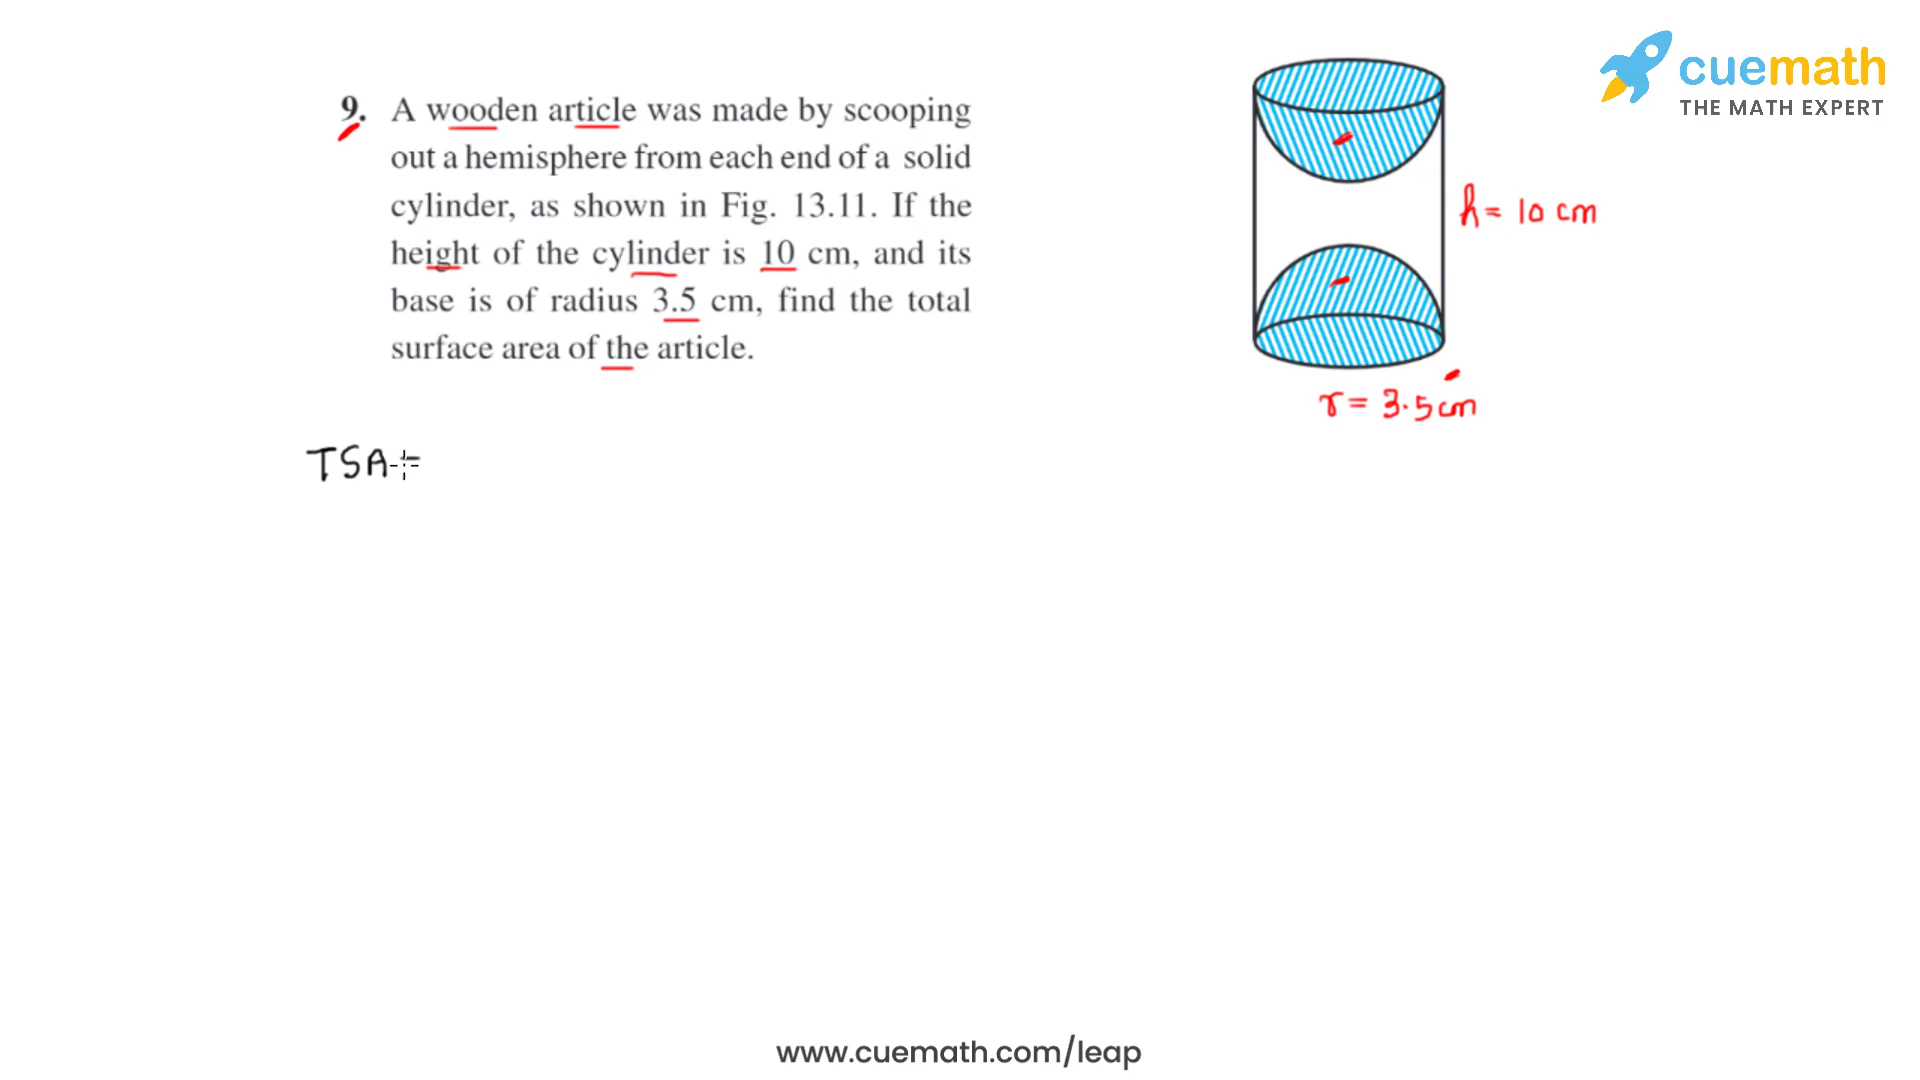 9. A wooden article was made by scooping
out a hemisphere from each end of a solid
cylinder, as shown in Fig. 13.11. If the
height of the cylinder is 10 cm, and its
base is of radius 3.5 cm, find the total
surface area of the article.
h = 10 cm
r = 3.5 cm
cuemath
THE MATH EXPERT
TSA =
www.cuemath.com/leap